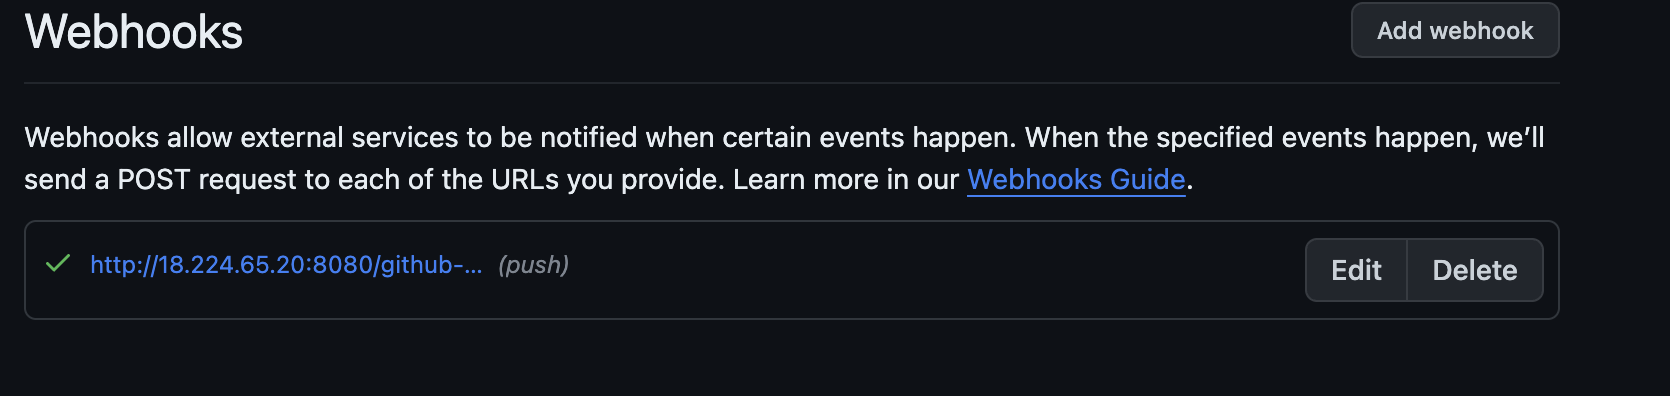 Webhooks
Add webhook
Webhooks allow external services to be notified when certain events happen. When the specified events happen, we’ll
send a POST request to each of the URLs you provide. Learn more in our Webhooks Guide.
http://18.224.65.20:8080/github-... (push)
Edit
Delete